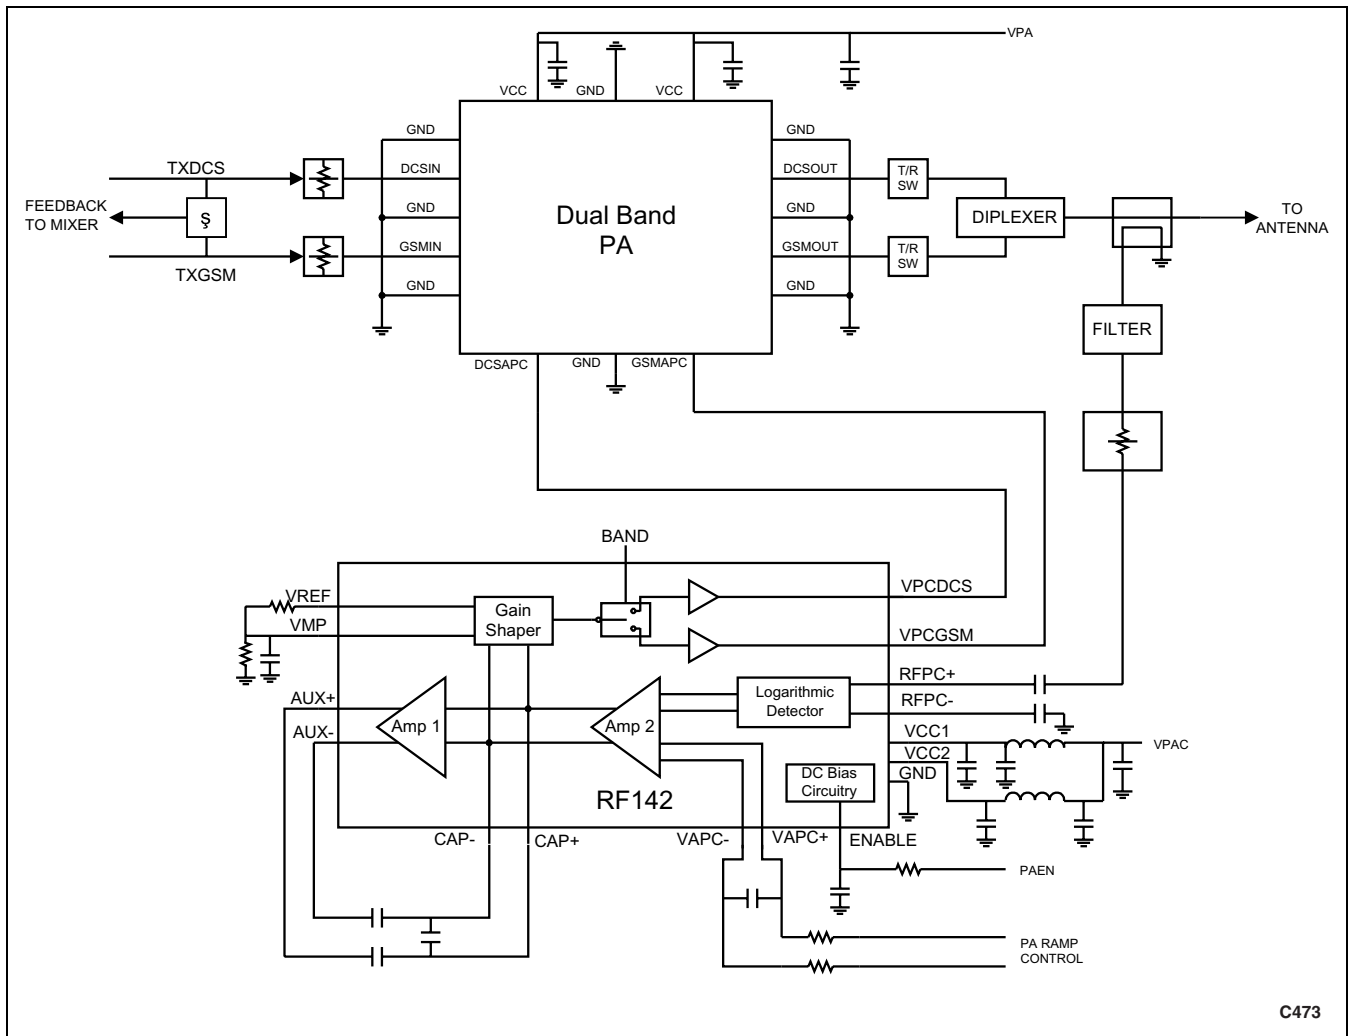 VPA
VCC
GND
VCC
GND
GND
TXDCS
DCSIN
DCSOUT
T/R
SW
FEEDBACK
TO MIXER
Ş
GND
Dual Band
PA
GND
DIPLEXER
TO
ANTENNA
TXGSM
GSMIN
GSMOUT
T/R
SW
GND
GND
DCSAPC
GND
GSMAPC
FILTER
BAND
VREF
VMP
Gain
Shaper
VPCDCS
VPCGSM
RFPC+
RFPC-
AUX+
AUX-
Amp 1
Amp 2
Logarithmic
Detector
VCC1
VCC2
GND
VPAC
DC Bias
Circuitry
RF142
CAP-
CAP+
VAPC-
VAPC+
ENABLE
PAEN
PA RAMP
CONTROL
C473